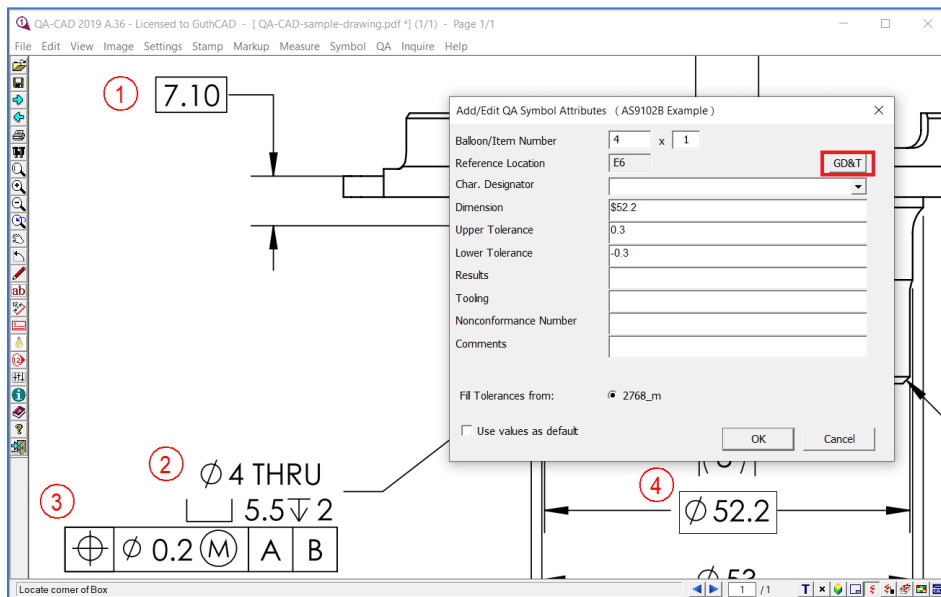 QA-CAD 2019 A.36 - Licensed to GuthCAD - [ QA-CAD-sample-drawing.pdf *] (1/1) - Page 1/1
File Edit View Image Settings Stamp Markup Measure Symbol QA Inquire Help
1 7.10
Add/Edit QA Symbol Attributes ( AS9102B Example )
Balloon/Item Number 4 x 1
Reference Location E6 GD&T
Char. Designator
Dimension $52.2
Upper Tolerance 0.3
Lower Tolerance -0.3
Results
Tooling
Nonconformance Number
Comments
Fill Tolerances from: 2768_m
Use values as default
OK Cancel
2 Ø 4 THRU
⌴ 5.5 ↧ 2
3
⌖ Ø 0.2 Ⓜ A B
4 Ø 52.2
Locate corner of Box 1 /1